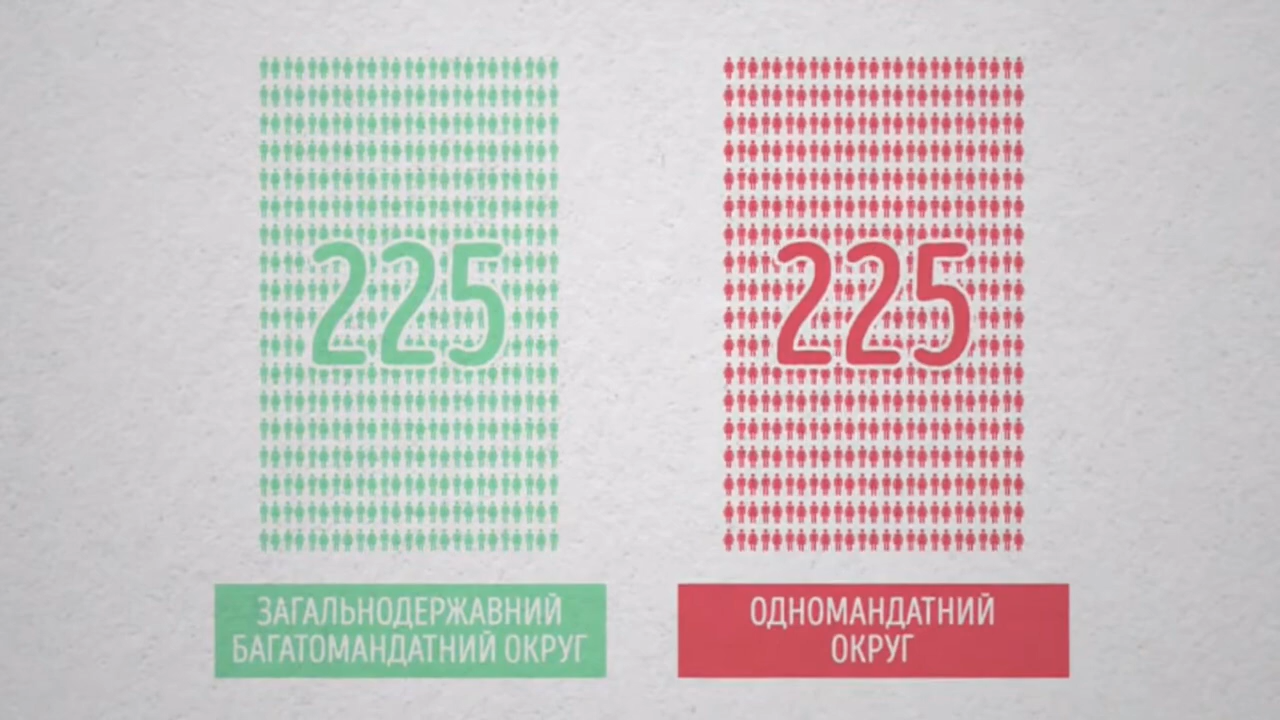 225
225
ЗАГАЛЬНОДЕРЖАВНИЙ
БАГАТОМАНДАТНИЙ ОКРУГ
ОДНОМАНДАТНИЙ
ОКРУГ